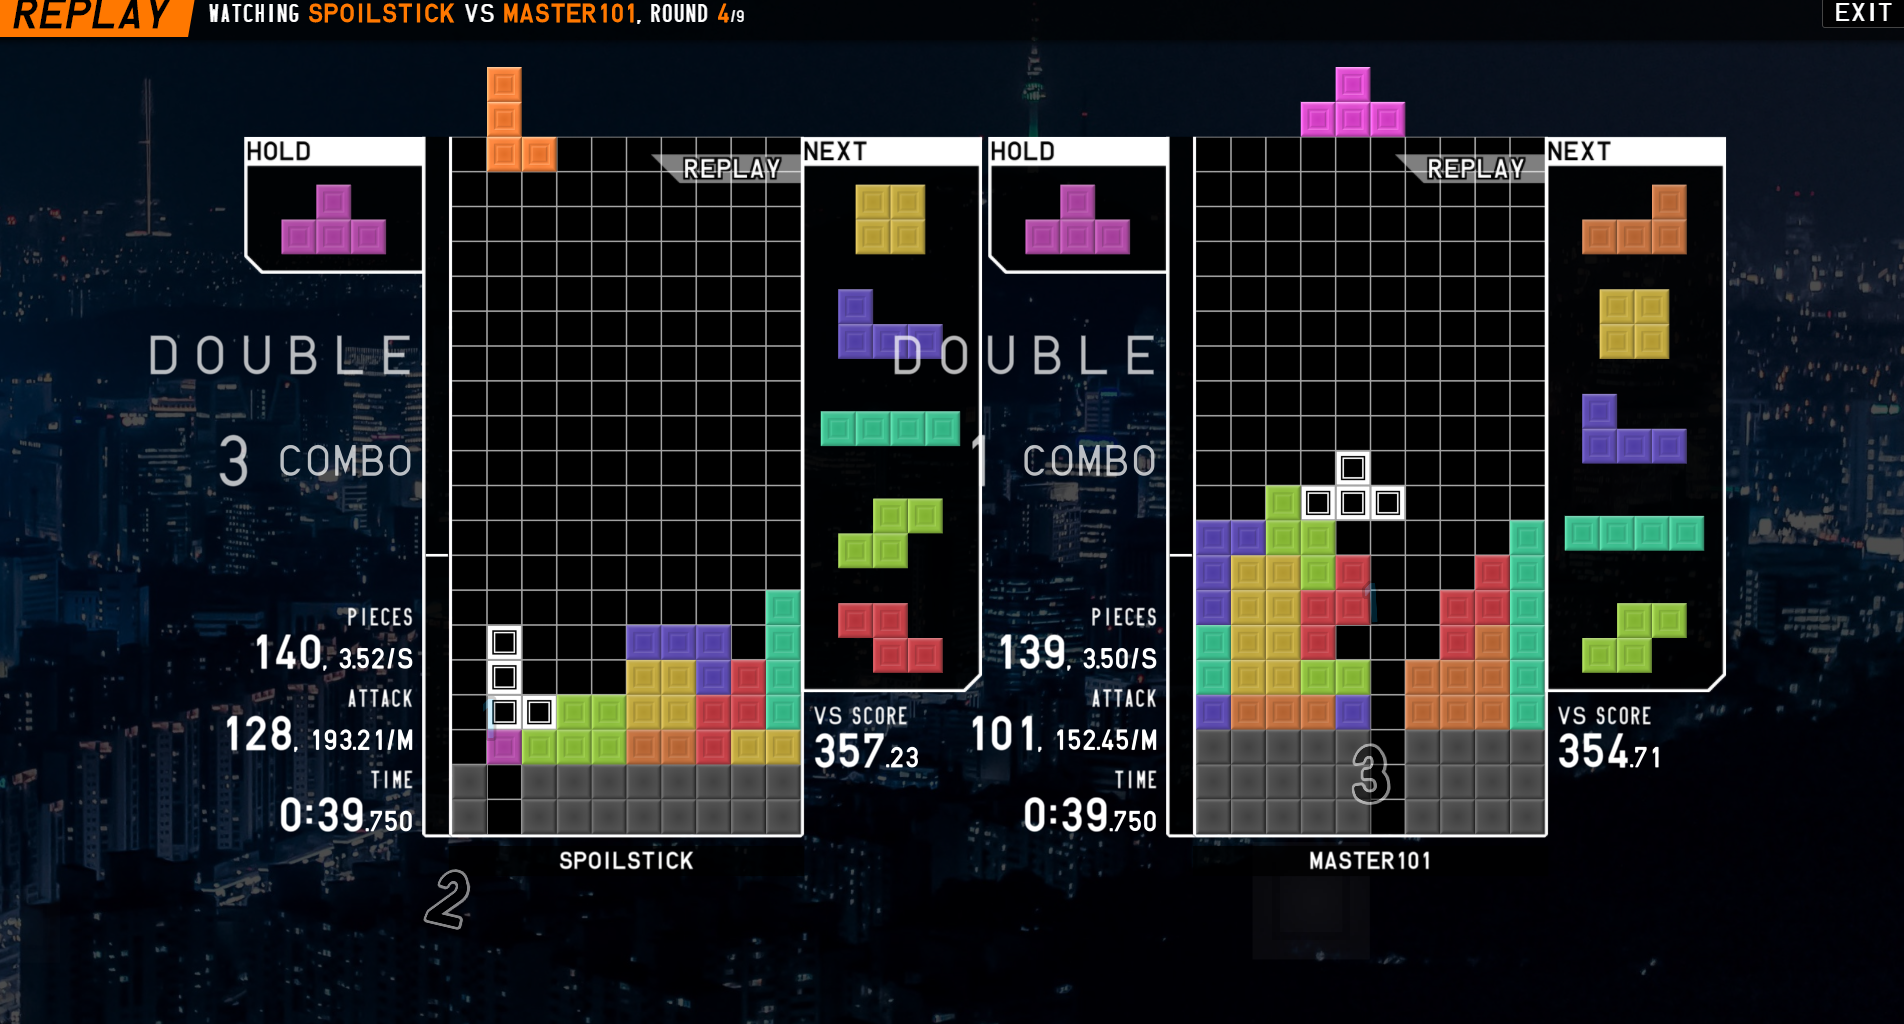 REPLAY WATCHING SPOILSTICK VS MASTER101, ROUND 4/9 EXIT
HOLD
REPLAY
NEXT
DOUBLE
3 COMBO
PIECES
140, 3.52/S
ATTACK
128, 193.21/M
TIME
0:39.750
VS SCORE
357.23
SPOILSTICK
2
HOLD
REPLAY
NEXT
DOUBLE
1 COMBO
PIECES
139, 3.50/S
ATTACK
101, 152.45/M
TIME
0:39.750
3
VS SCORE
354.71
MASTER101